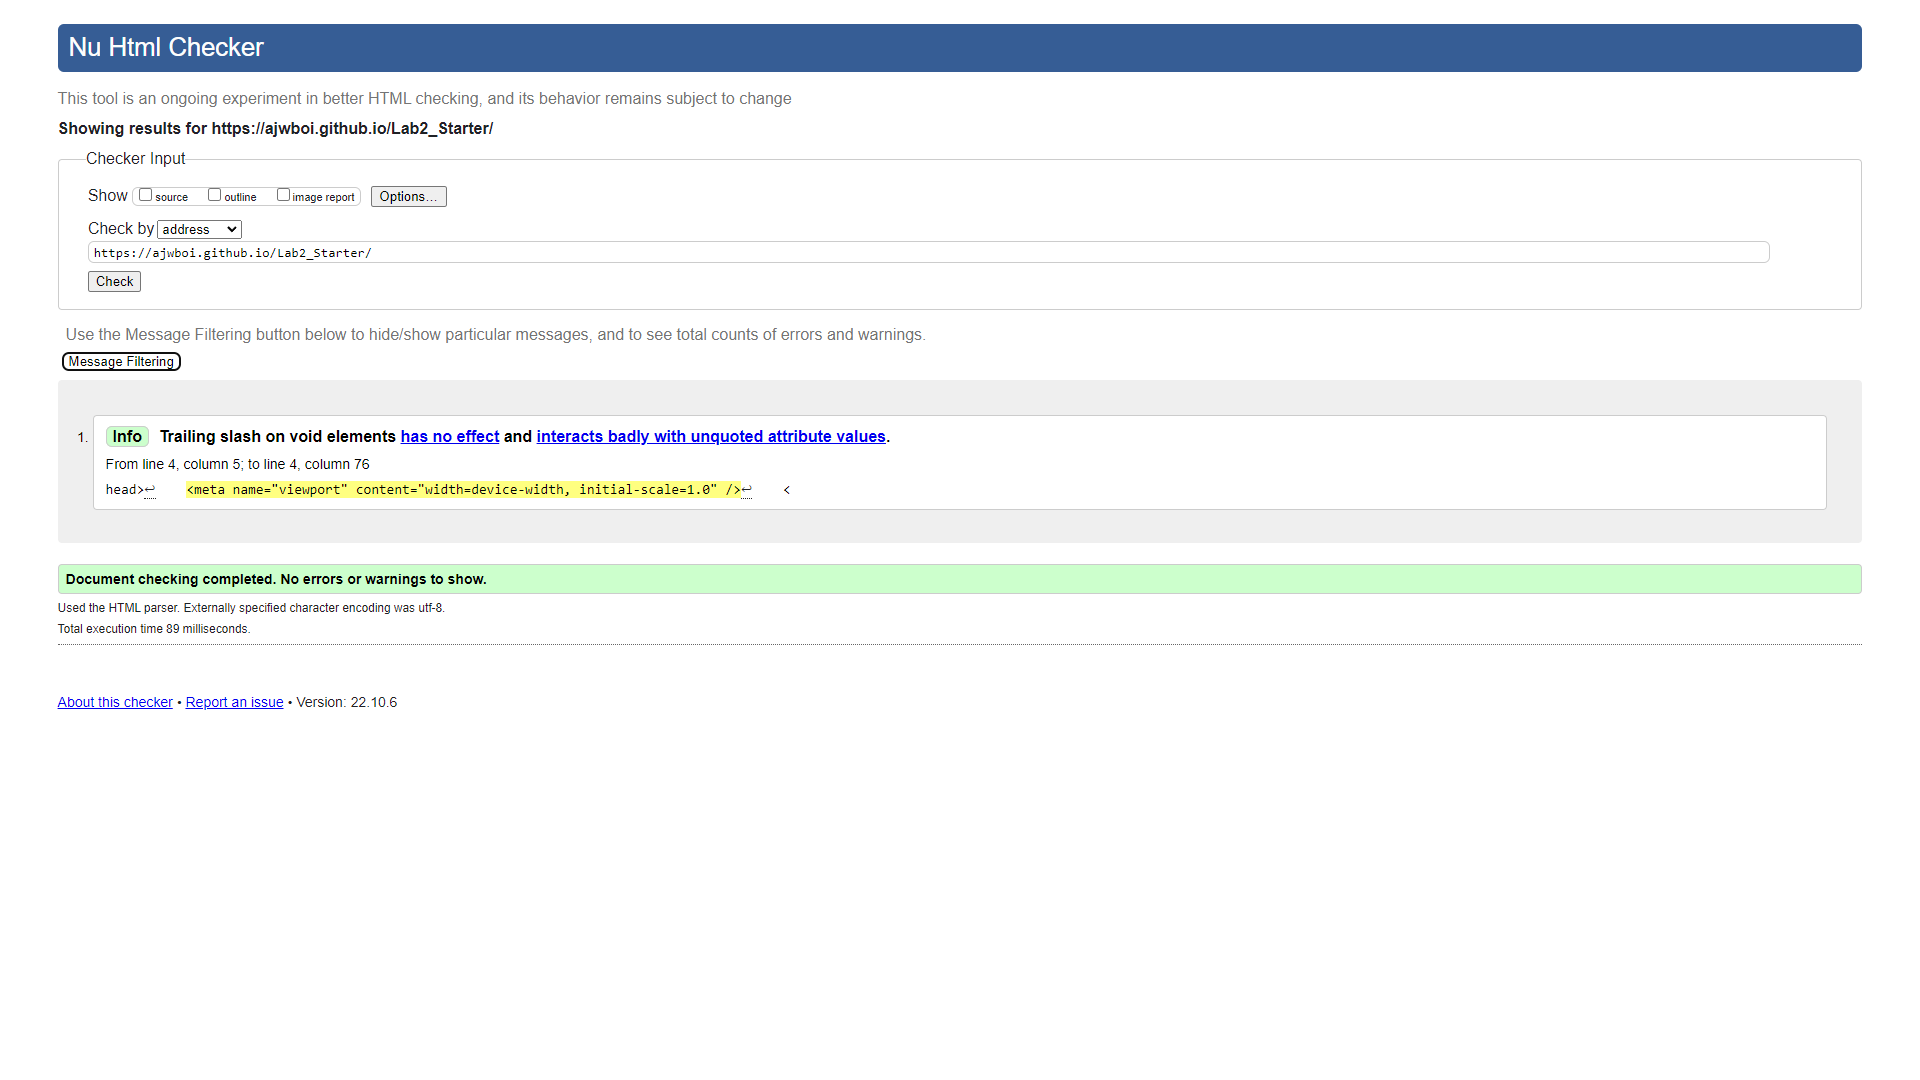 Nu Html Checker
This tool is an ongoing experiment in better HTML checking, and its behavior remains subject to change
Showing results for https://ajwboi.github.io/Lab2_Starter/
Checker Input
Show source outline image report Options...
Check by address
https://ajwboi.github.io/Lab2_Starter/
Check
Use the Message Filtering button below to hide/show particular messages, and to see total counts of errors and warnings.
Message Filtering
1. Info Trailing slash on void elements has no effect and interacts badly with unquoted attribute values.
From line 4, column 5; to line 4, column 76
head>↩ <meta name="viewport" content="width=device-width, initial-scale=1.0" />↩ <
Document checking completed. No errors or warnings to show.
Used the HTML parser. Externally specified character encoding was utf-8.
Total execution time 89 milliseconds.
About this checker • Report an issue • Version: 22.10.6